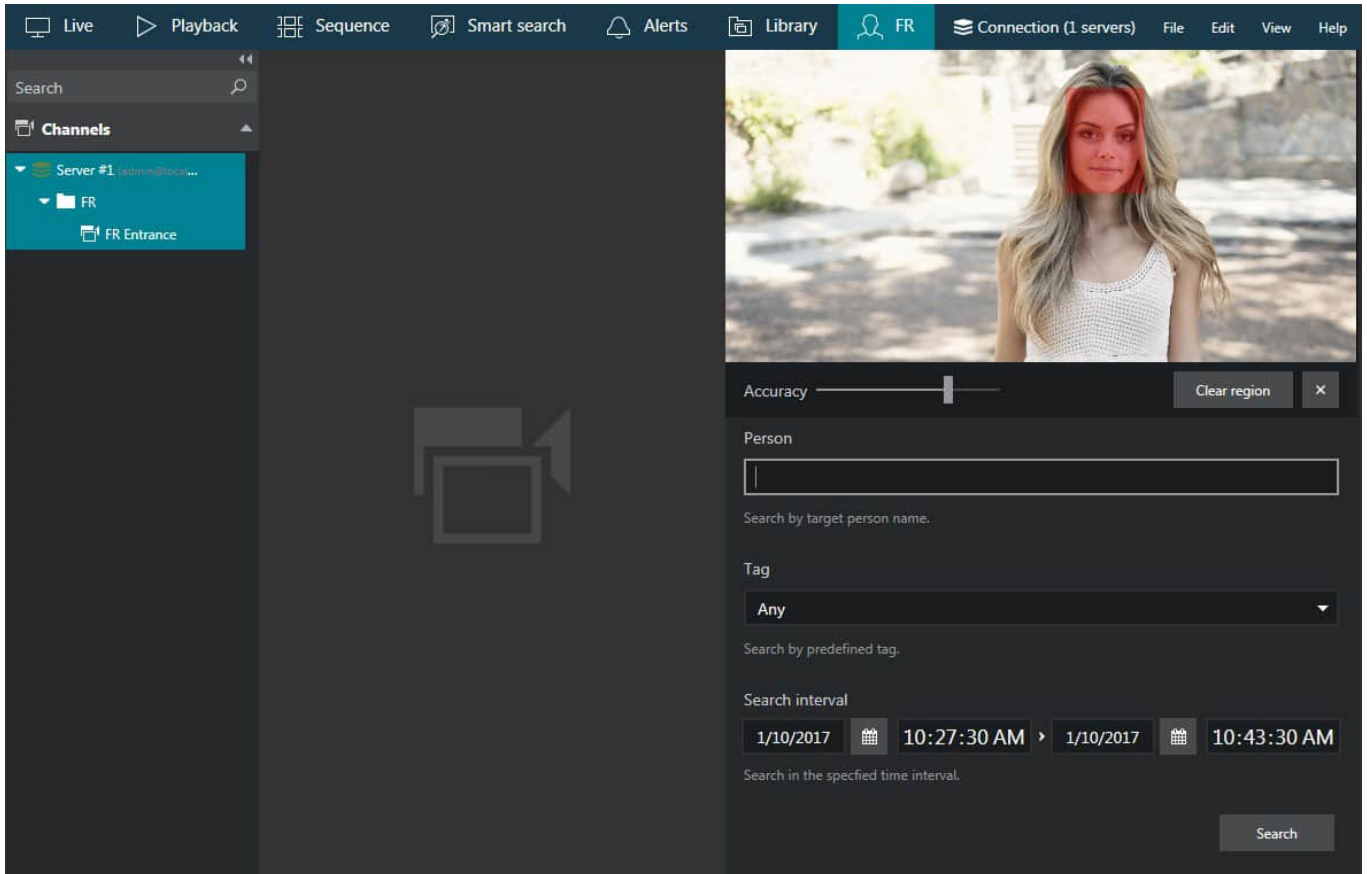 Live Playback Sequence Smart search Alerts Library FR Connection (1 servers) File Edit View Help
Search
Channels
Server #1 (admin@local...
FR
FR Entrance
Accuracy Clear region
Person
Search by target person name.
Tag
Any
Search by predefined tag.
Search interval
1/10/2017 10:27:30 AM 1/10/2017 10:43:30 AM
Search in the specfied time interval.
Search